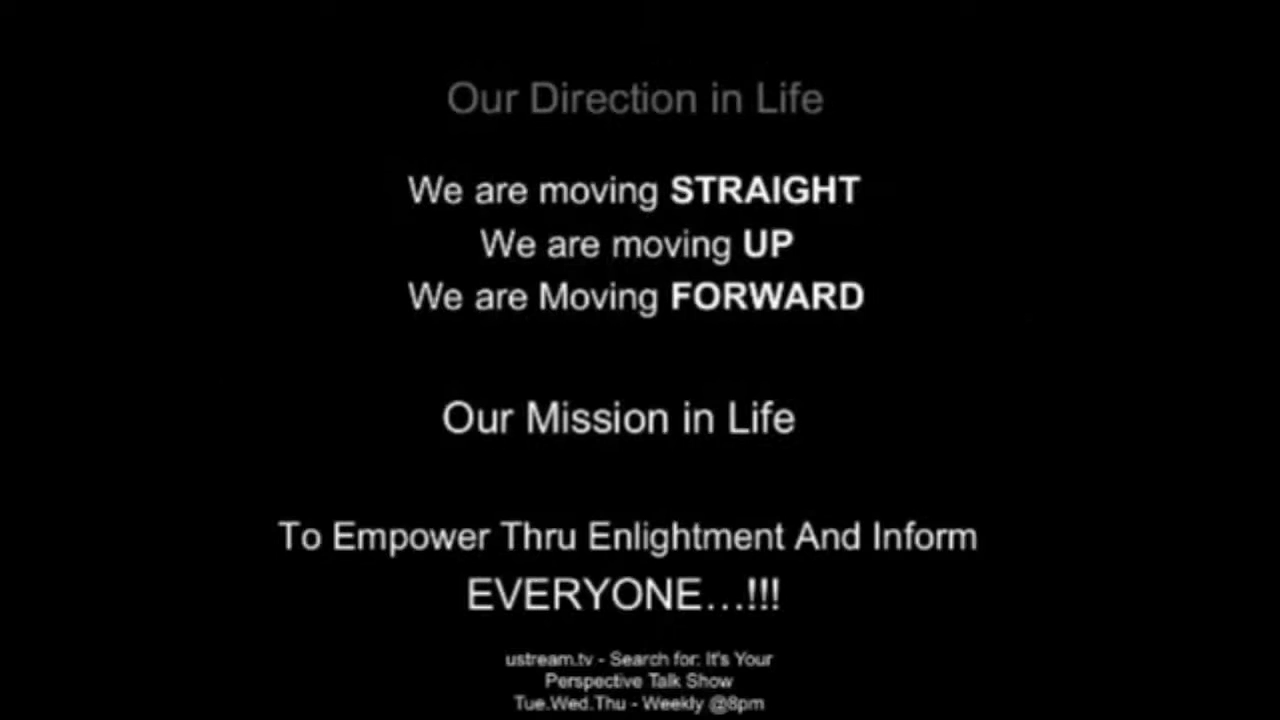 Our Direction in Life
We are moving STRAIGHT
We are moving UP
We are Moving FORWARD
Our Mission in Life
To Empower Thru Enlightment And Inform
EVERYONE...!!!
ustream.tv - Search for: It's Your
Perspective Talk Show
Tue.Wed.Thu - Weekly @8pm